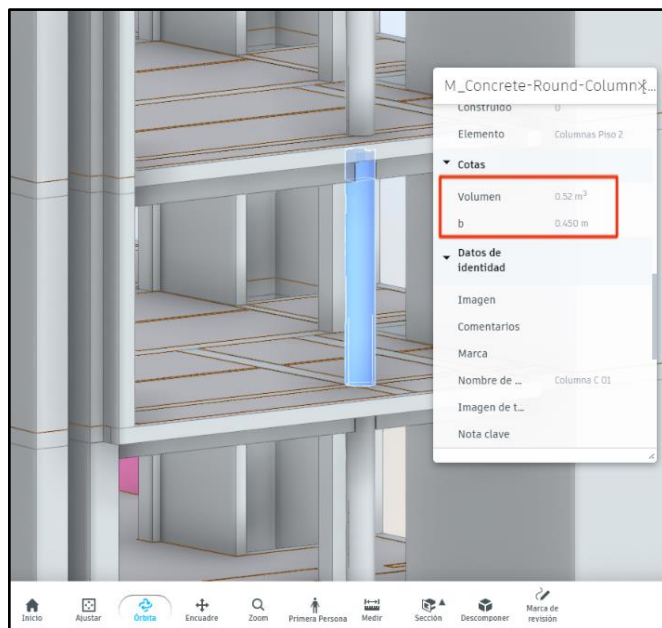 M_Concrete-Round-Column [...
Construido 0
Elemento Columnas Piso 2
Cotas
Volumen 0.52 m³
b 0.450 m
Datos de
identidad
Imagen
Comentarios
Marca
Nombre de ... Columna C 01
Imagen de t...
Nota clave
Inicio
Ajustar
Órbita
Encuadre
Zoom
Primera Persona
Medir
Sección
Descomponer
Marca de
revisión